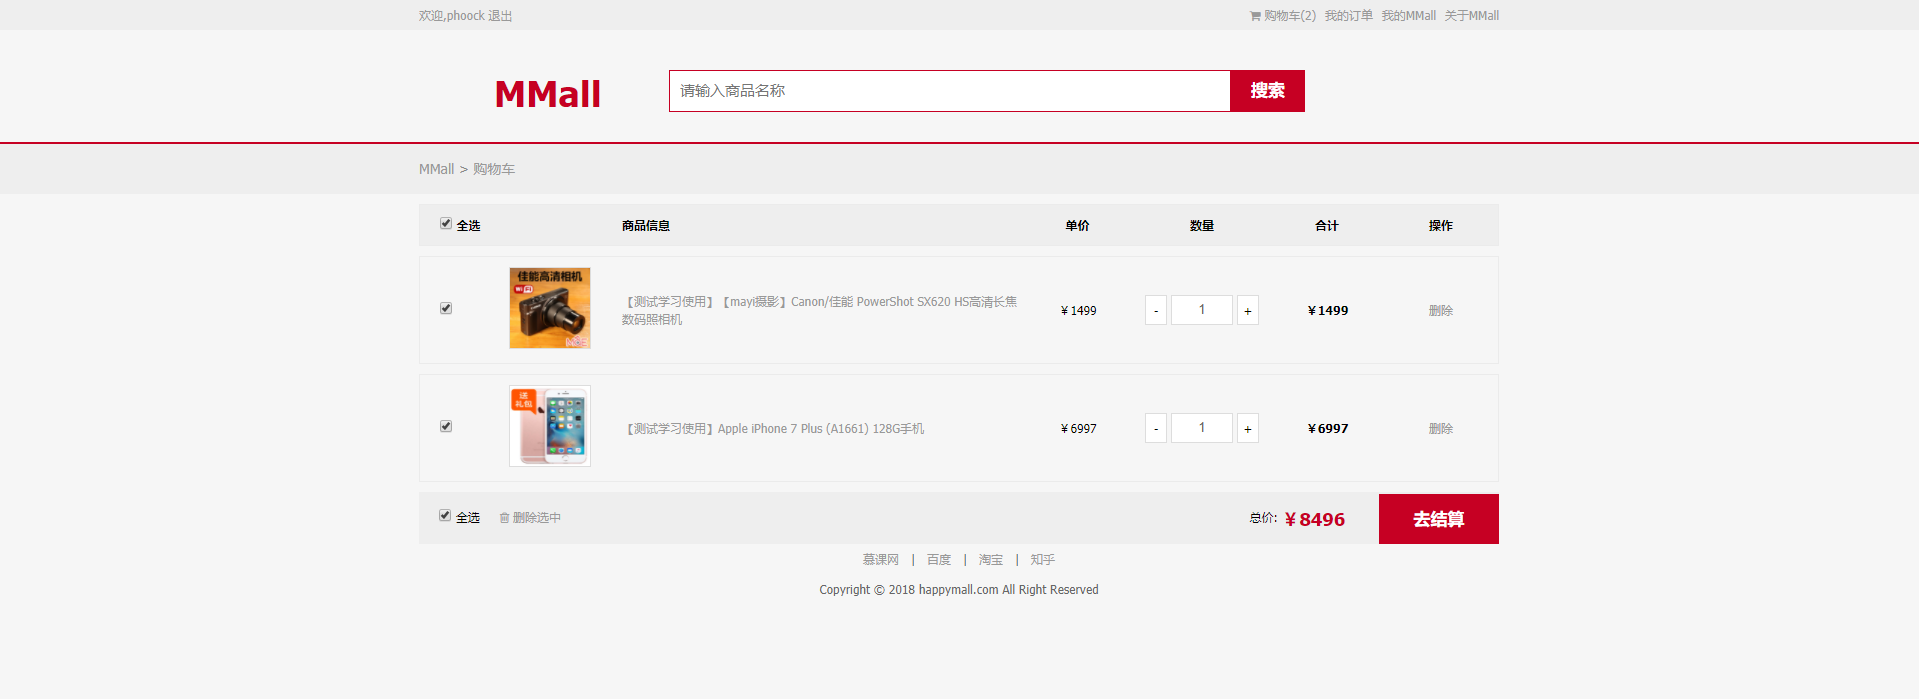 欢迎,phoock 退出
购物车(2) 我的订单 我的MMall 关于MMall
MMall
请输入商品名称
搜索
MMall > 购物车
全选 商品信息 单价 数量 合计 操作
佳能高清相机
Wi Fi
【测试学习使用】【mayi摄影】Canon/佳能 PowerShot SX620 HS高清长焦
数码照相机
￥1499 - 1 + ￥1499 删除
送
礼包
【测试学习使用】Apple iPhone 7 Plus (A1661) 128G手机 ￥6997 - 1 + ￥6997 删除
全选 删除选中 总价: ￥8496 去结算
慕课网 | 百度 | 淘宝 | 知乎
Copyright © 2018 happymall.com All Right Reserved